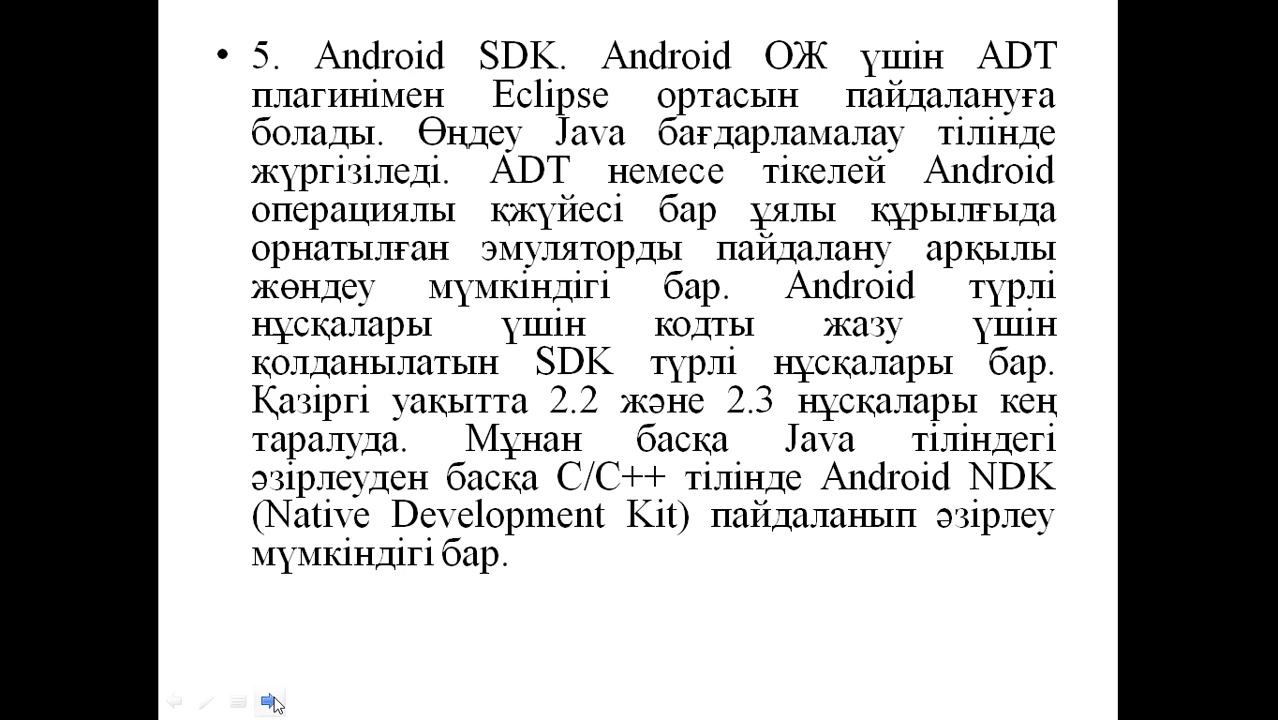 • 5. Android SDK. Android ОЖ үшін ADT
плагинімен Eclipse ортасын пайдалануға
болады. Өңдеу Java бағдарламалау тілінде
жүргізіледі. ADT немесе тікелей Android
операциялы қжүйесі бар ұялы құрылғыда
орнатылған эмуляторды пайдалану арқылы
жөндеу мүмкіндігі бар. Android түрлі
нұсқалары үшін кодты жазу үшін
қолданылатын SDK түрлі нұсқалары бар.
Қазіргі уақытта 2.2 және 2.3 нұсқалары кең
таралуда. Мұнан басқа Java тіліндегі
әзірлеуден басқа C/C++ тілінде Android NDK
(Native Development Kit) пайдаланып әзірлеу
мүмкіндігі бар.